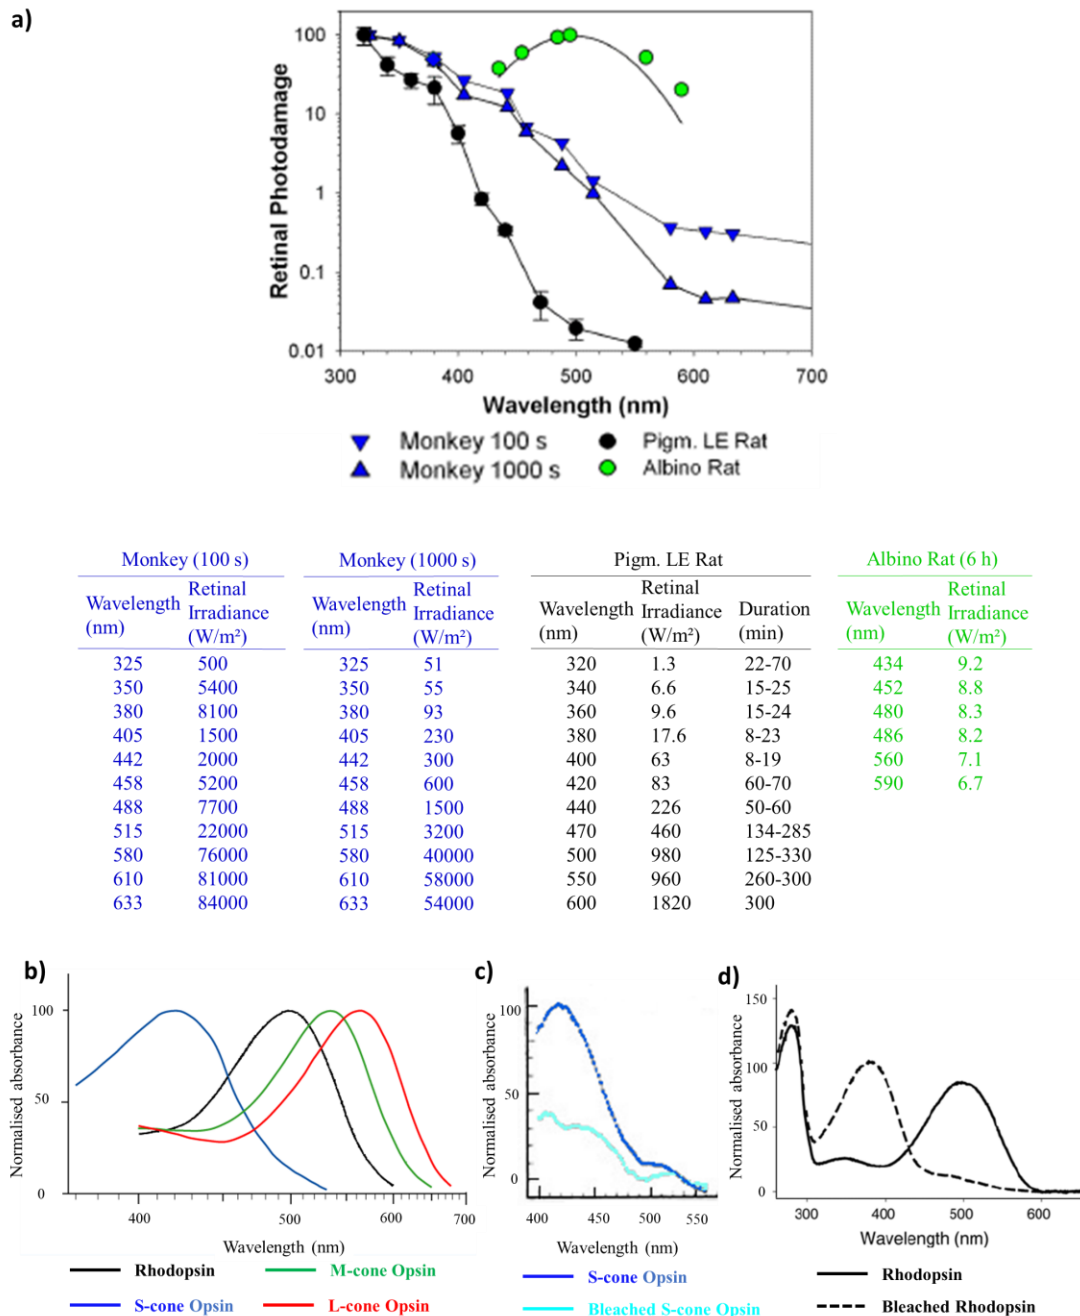 a)
100
10
1
0.1
0.01
Retinal Photodamage
300 400 500 600 700
Wavelength (nm)
Monkey 100 s
Monkey 1000 s
Pigm. LE Rat
Albino Rat
Monkey (100 s)
Wavelength (nm) Retinal Irradiance (W/m²)
325 500
350 5400
380 8100
405 1500
442 2000
458 5200
488 7700
515 22000
580 76000
610 81000
633 84000
Monkey (1000 s)
Wavelength (nm) Retinal Irradiance (W/m²)
325 51
350 55
380 93
405 230
442 300
458 600
488 1500
515 3200
580 40000
610 58000
633 54000
Pigm. LE Rat
Wavelength (nm) Retinal Irradiance (W/m²) Duration (min)
320 1.3 22-70
340 6.6 15-25
360 9.6 15-24
380 17.6 8-23
400 63 8-19
420 83 60-70
440 226 50-60
470 460 134-285
500 980 125-330
550 960 260-300
600 1820 300
Albino Rat (6 h)
Wavelength (nm) Retinal Irradiance (W/m²)
434 9.2
452 8.8
480 8.3
486 8.2
560 7.1
590 6.7
b)
Normalised absorbance
100
50
0
400 500 600 700
Wavelength (nm)
Rhodopsin
M-cone Opsin
S-cone Opsin
L-cone Opsin
c)
Normalised absorbance
100
50
0
400 450 500 550
Wavelength (nm)
S-cone Opsin
Bleached S-cone Opsin
d)
Normalised absorbance
150
100
50
0
300 400 500 600
Wavelength (nm)
Rhodopsin
Bleached Rhodopsin